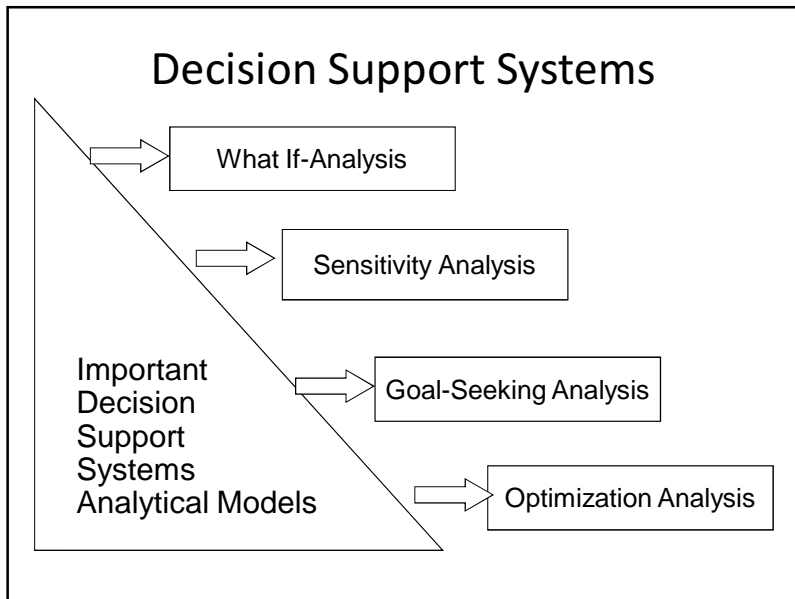 Decision Support Systems
What If-Analysis
Sensitivity Analysis
Goal-Seeking Analysis
Optimization Analysis
Important
Decision
Support
Systems
Analytical Models